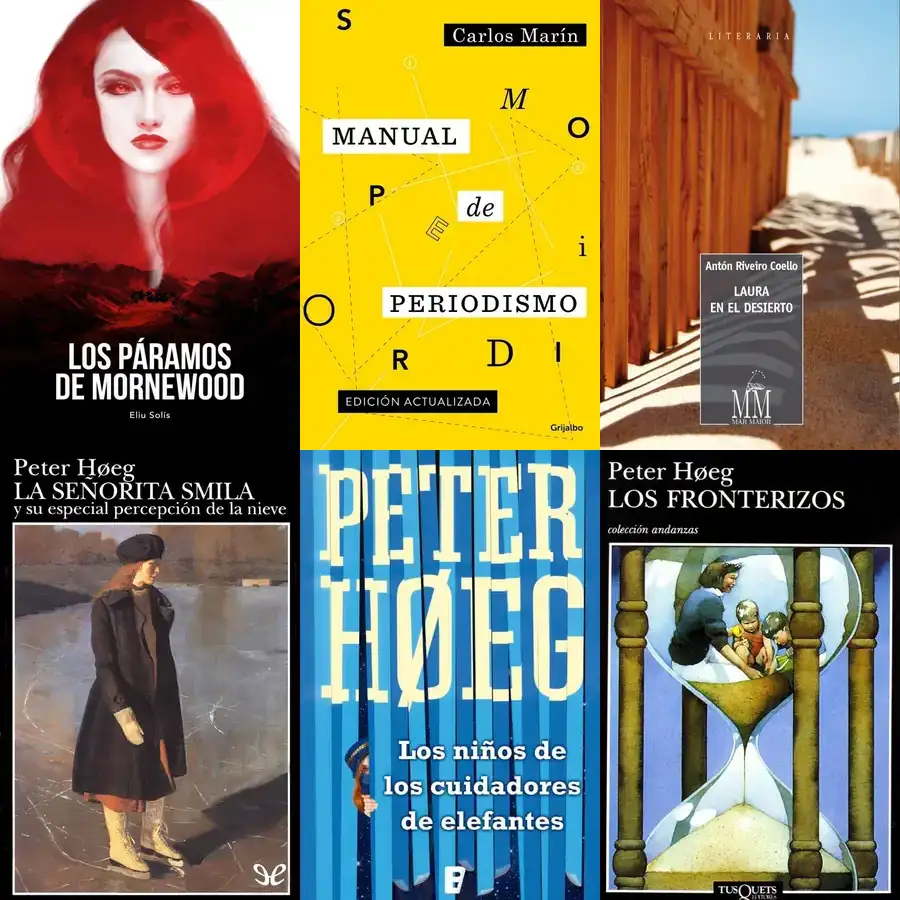 LOS PÁRAMOS
DE MORNEWOOD
Eliu Solís
S
Carlos Marín
M
O
MANUAL
P
E
de
i
O
PERIODISMO
R
D
I
EDICIÓN ACTUALIZADA
Grijalbo
LITERARIA
Antón Riveiro Coello
LAURA
EN EL DESIERTO
MM
MAR MAIOR
Peter Høeg
LA SEÑORITA SMILA
y su especial percepción de la nieve
PETER
HØEG
Los niños de
los cuidadores
de elefantes
B
Peter Høeg
LOS FRONTERIZOS
colección andanzas
TUSQUETS
EDITORES